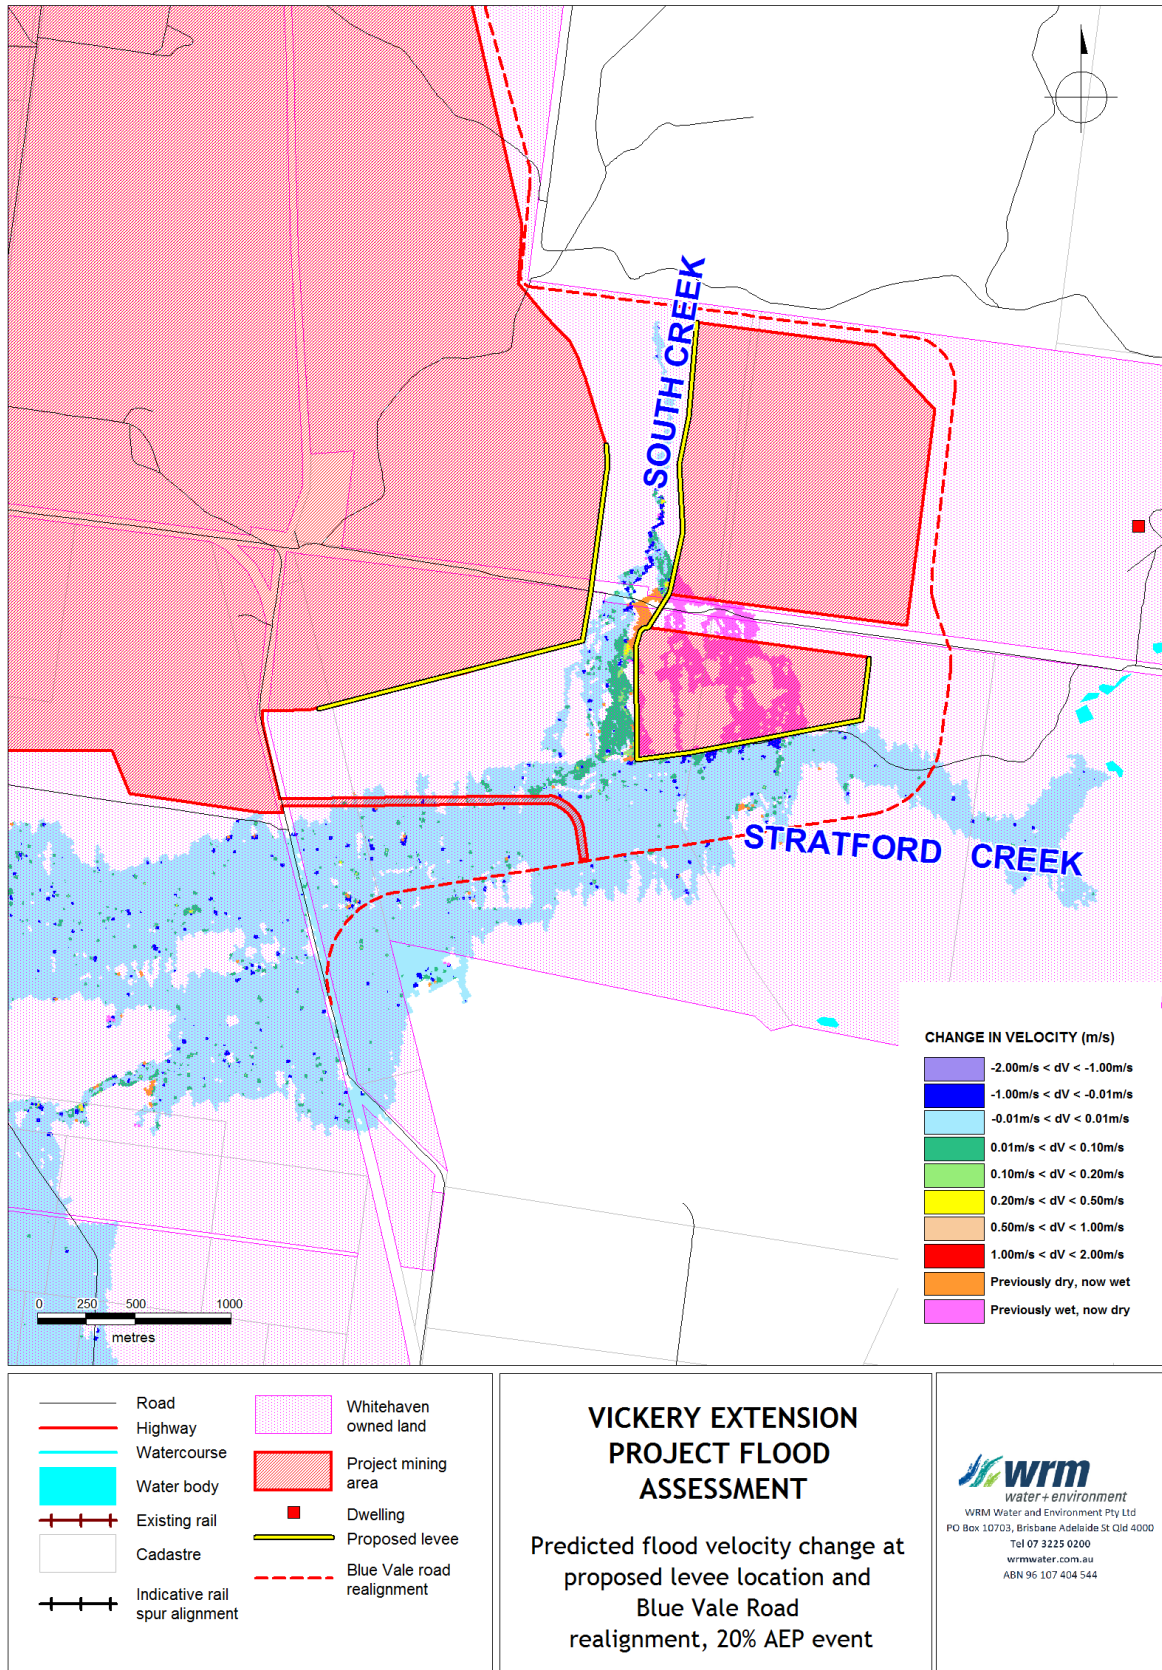 SOUTH CREEK
STRATFORD CREEK
CHANGE IN VELOCITY (m/s)
-2.00m/s < dV < -1.00m/s
-1.00m/s < dV < -0.01m/s
-0.01m/s < dV < 0.01m/s
0.01m/s < dV < 0.10m/s
0.10m/s < dV < 0.20m/s
0.20m/s < dV < 0.50m/s
0.50m/s < dV < 1.00m/s
1.00m/s < dV < 2.00m/s
Previously dry, now wet
Previously wet, now dry
0 250 500 1000
metres
Road
Highway
Watercourse
Water body
Existing rail
Cadastre
Indicative rail
spur alignment
Whitehaven
owned land
Project mining
area
Dwelling
Proposed levee
Blue Vale road
realignment
VICKERY EXTENSION
PROJECT FLOOD
ASSESSMENT
Predicted flood velocity change at
proposed levee location and
Blue Vale Road
realignment, 20% AEP event
wrm
water+environment
WRM Water and Environment Pty Ltd
PO Box 10703, Brisbane Adelaide St Qld 4000
Tel 07 3225 0200
wrmwater.com.au
ABN 96 107 404 544